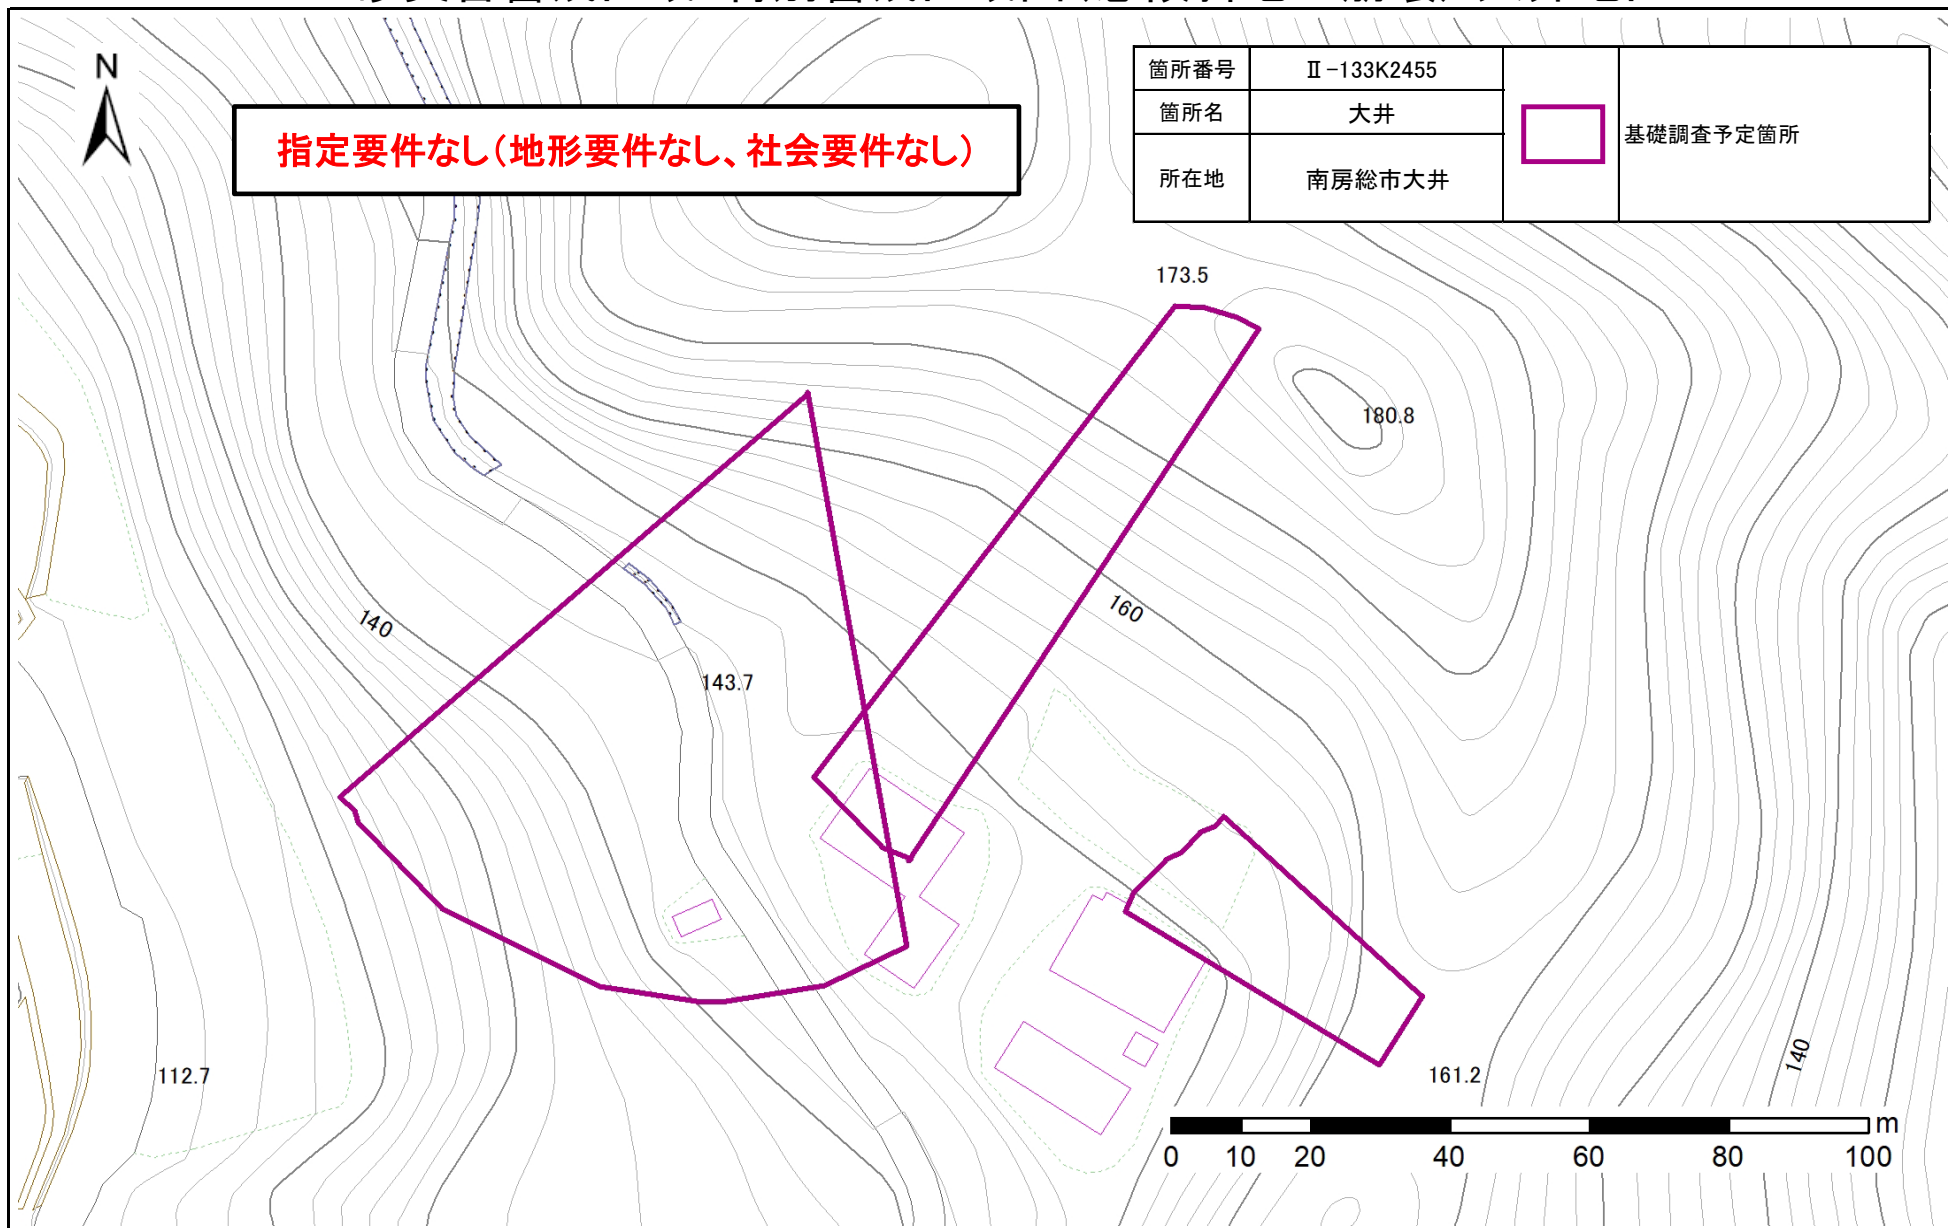 N
指定要件なし（地形要件なし、社会要件なし）
箇所番号 Ⅱ-133K2455
箇所名 大井
所在地 南房総市大井
基礎調査予定箇所
173.5
180.8
160
140
143.7
112.7
161.2
140
m
0 10 20 40 60 80 100